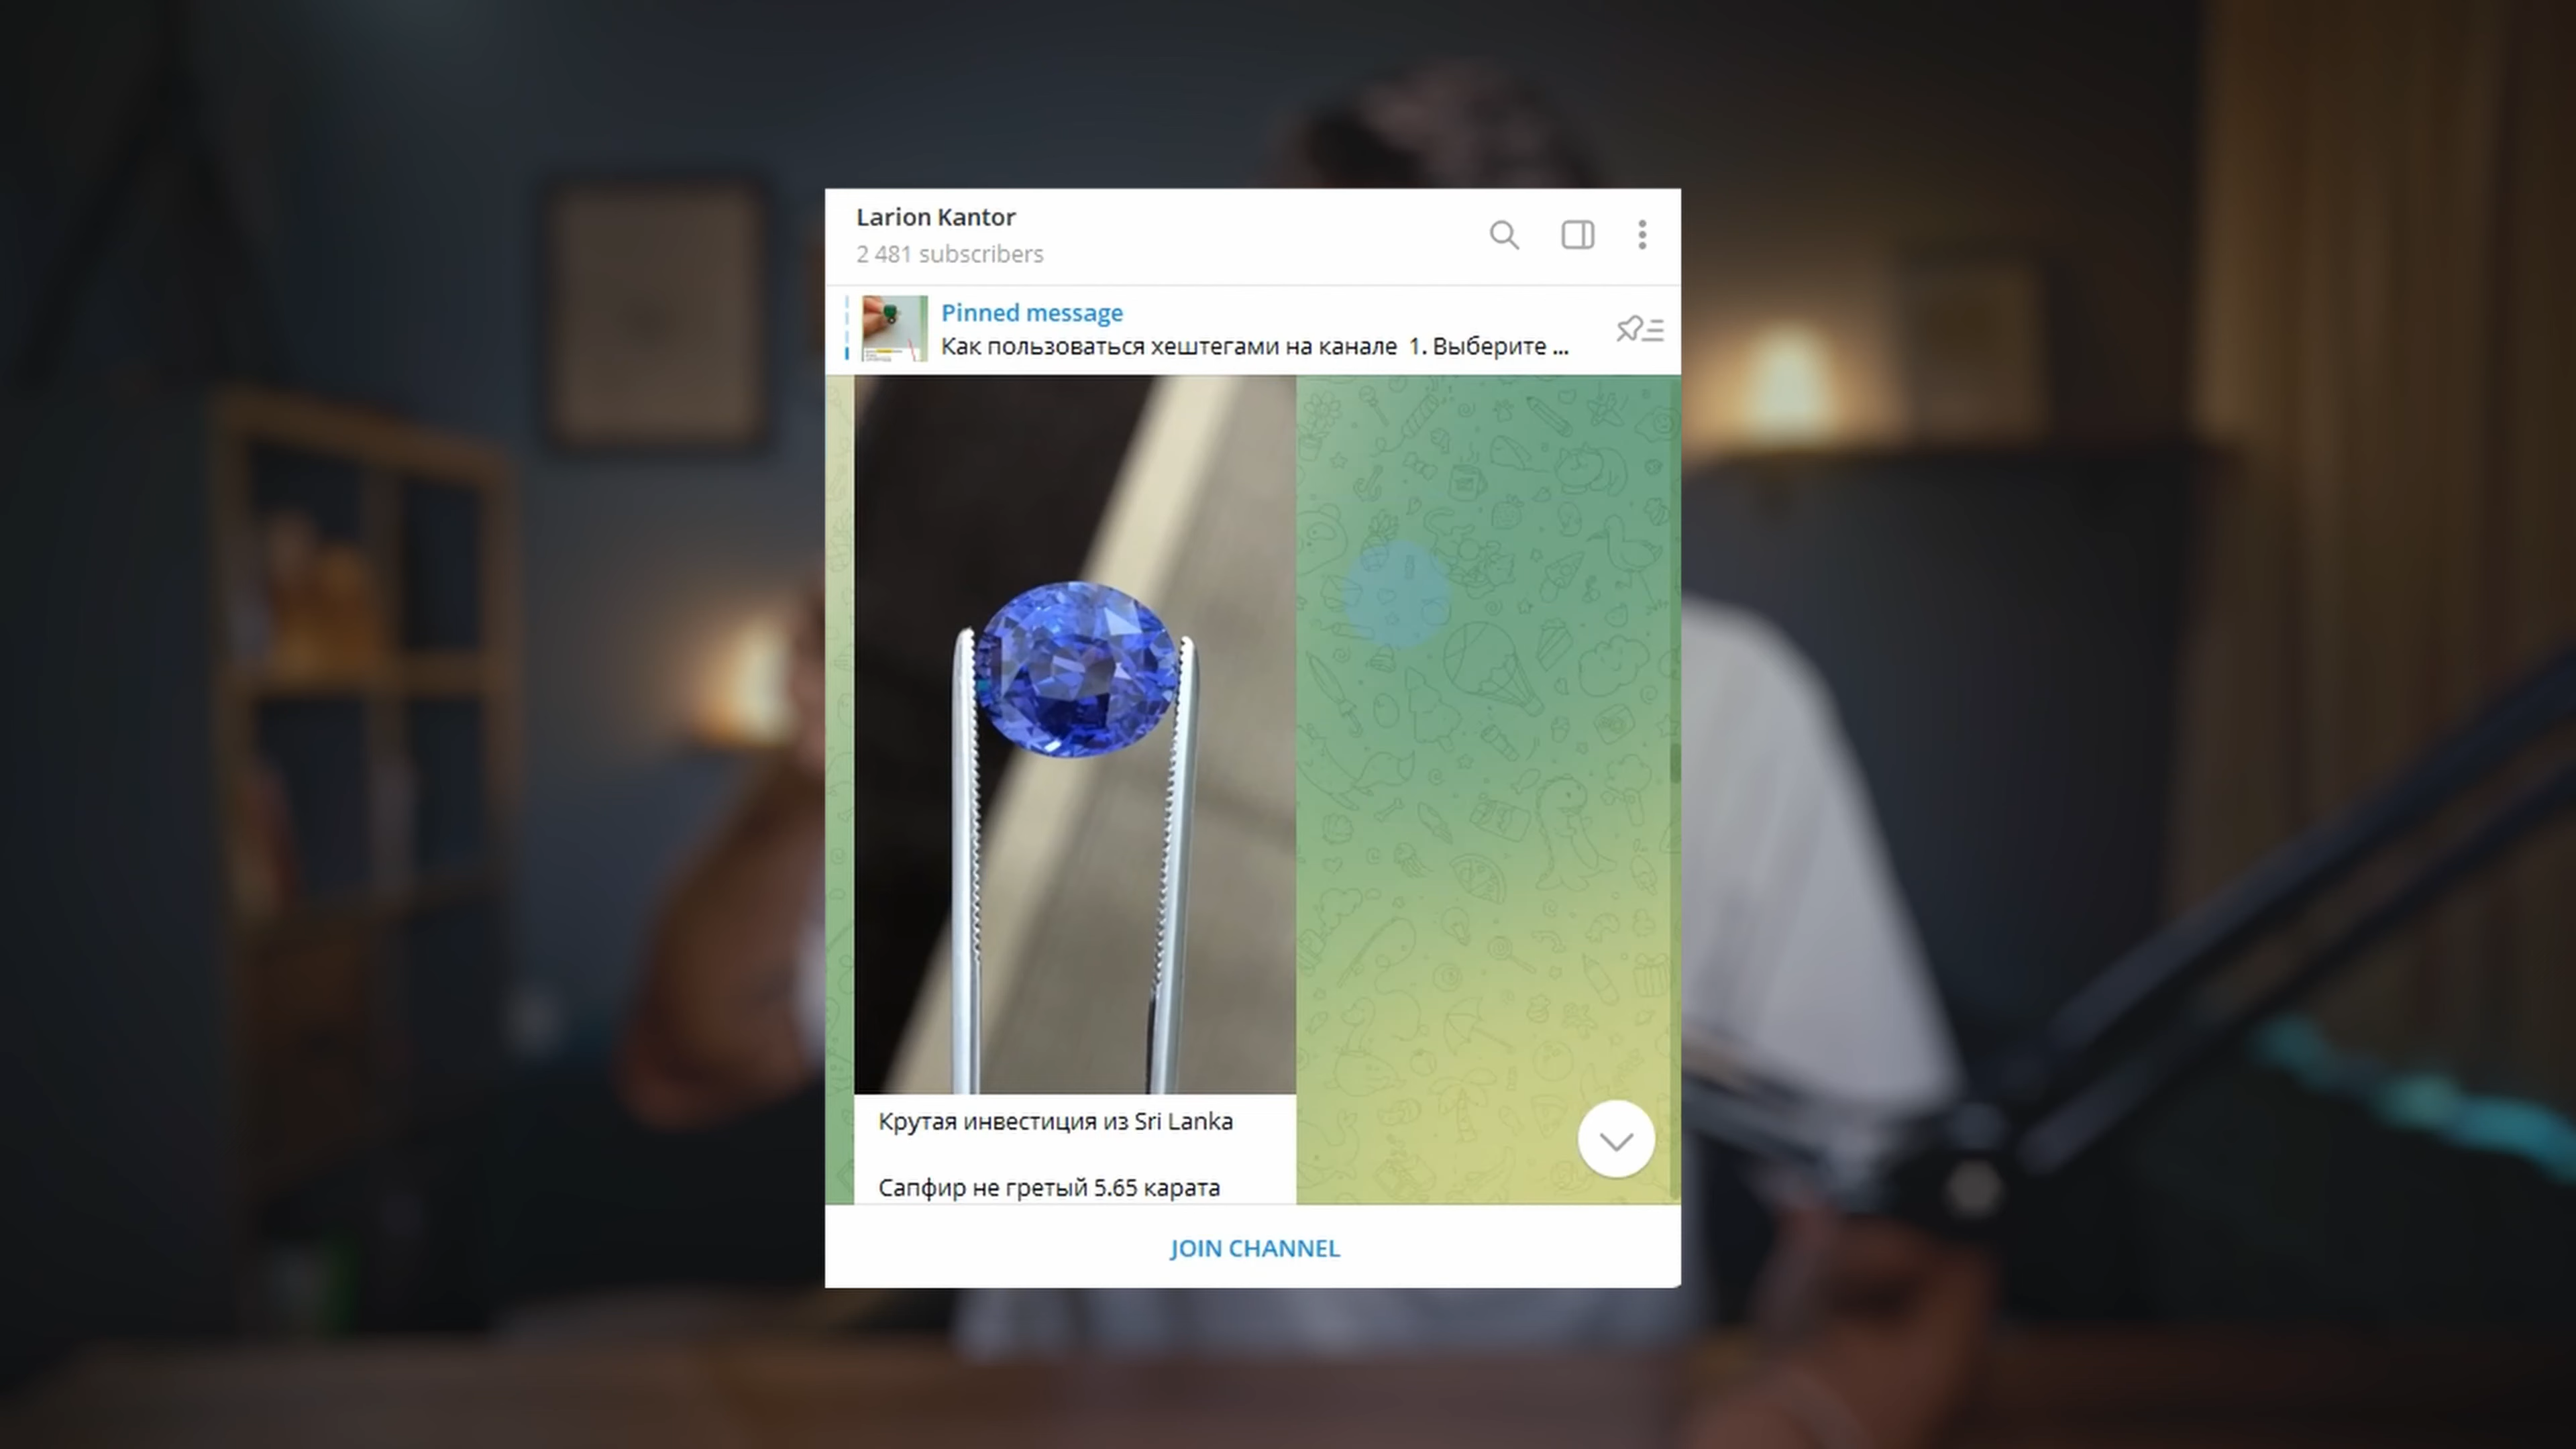 Larion Kantor
2 481 subscribers
Pinned message
Как пользоваться хештегами на канале 1. Выберите ...
Крутая инвестиция из Sri Lanka
Сапфир не гретый 5.65 карата
JOIN CHANNEL